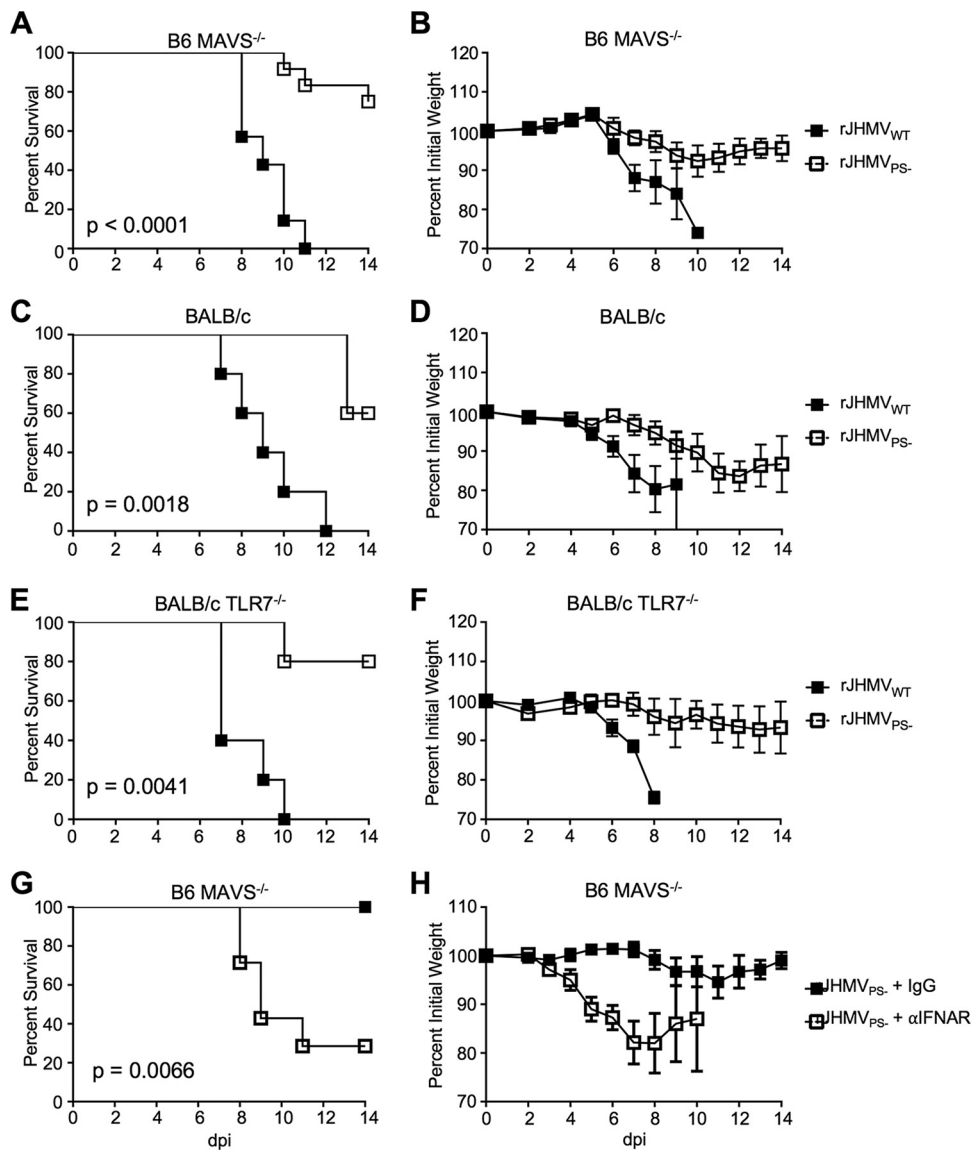 A
B6 MAVS-/-
Percent Survival
100
80
60
40
20
0
p < 0.0001
0 2 4 6 8 10 12 14
B
B6 MAVS-/-
Percent Initial Weight
120
110
100
90
80
70
0 2 4 6 8 10 12 14
rJHMVWT
rJHMVPS-
C
BALB/c
Percent Survival
100
80
60
40
20
0
p = 0.0018
0 2 4 6 8 10 12 14
D
BALB/c
Percent Initial Weight
120
110
100
90
80
70
0 2 4 6 8 10 12 14
rJHMVWT
rJHMVPS-
E
BALB/c TLR7-/-
Percent Survival
100
80
60
40
20
0
p = 0.0041
0 2 4 6 8 10 12 14
F
BALB/c TLR7-/-
Percent Initial Weight
120
110
100
90
80
70
0 2 4 6 8 10 12 14
rJHMVWT
rJHMVPS-
G
B6 MAVS-/-
Percent Survival
100
80
60
40
20
0
p = 0.0066
0 2 4 6 8 10 12 14
dpi
H
B6 MAVS-/-
Percent Initial Weight
110
100
90
80
70
60
0 2 4 6 8 10 12 14
dpi
JHMVPS- + IgG
JHMVPS- + αIFNAR